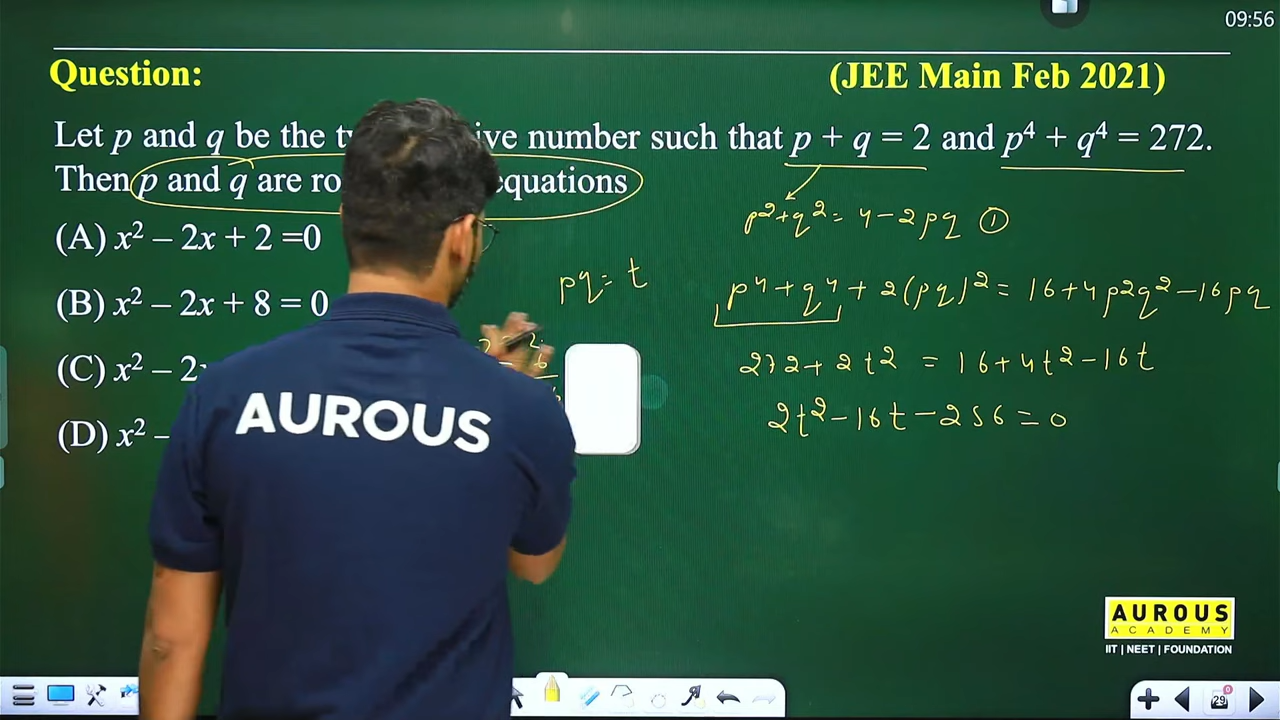 09:56
Question: (JEE Main Feb 2021)
Let p and q be the ive number such that p + q = 2 and p⁴ + q⁴ = 272.
Then p and q are ro equations
p²+q² = 4 – 2pq ①
(A) x² – 2x + 2 =0
pq = t
(B) x² – 2x + 8 = 0
p⁴ + q⁴ + 2(pq)² = 16 + 4p²q² – 16pq
(C) x² – 2
272 + 2t² = 16 + 4t² – 16t
(D) x² –
2t² – 16t – 256 = 0
AUROUS
AUROUS
ACADEMY
IIT | NEET | FOUNDATION
29